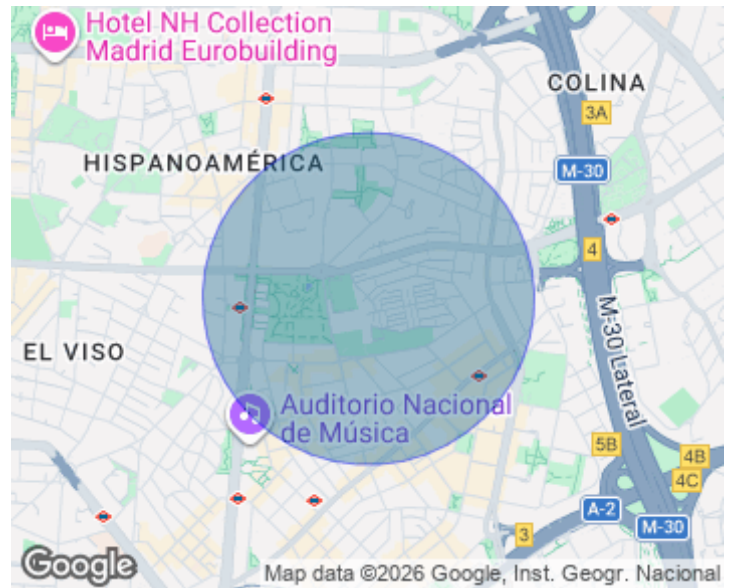 Hotel NH Collection
Madrid Eurobuilding
COLINA
3A
HISPANOAMÉRICA
M-30
4
M-30 Lateral
EL VISO
Auditorio Nacional
de Música
5B
4B
4C
A-2
M-30
3
Google
Map data ©2026 Google, Inst. Geogr. Nacional